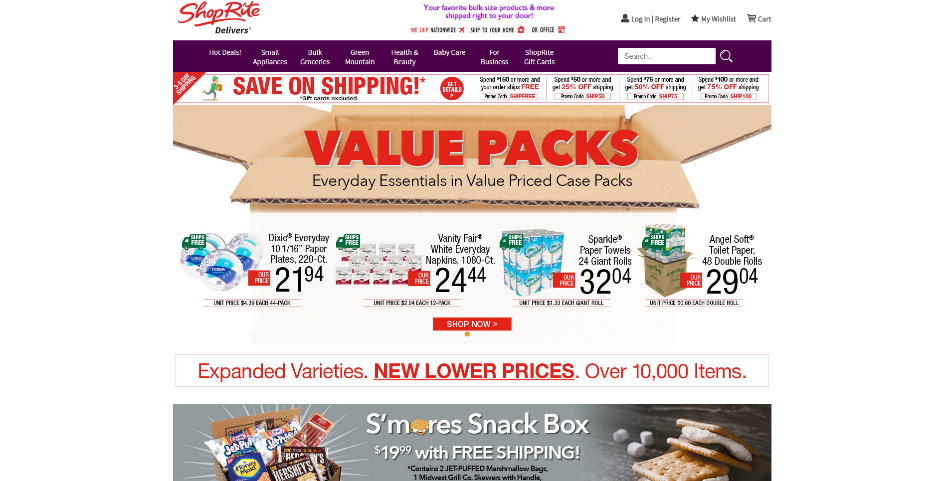 ShopRite
Delivers®
Your favorite bulk size products & more
shipped right to your door!
WE SHIP NATIONWIDE SHIP TO YOUR HOME OR OFFICE
Log In | Register My Wishlist Cart
Hot Deals! Small Appliances Bulk Groceries Green Mountain Health & Beauty Baby Care For Business ShopRite Gift Cards
Search...
3-5 DAY SHIPPING
SAVE ON SHIPPING!*
*Gift cards excluded.
GET DETAILS >
Spend $150 or more and
your order ships FREE
Promo Code: SHIPFREE
Spend $50 or more and
get 25% OFF shipping
Promo Code: SHIP50
Spend $75 or more and
get 50% OFF shipping
Promo Code: SHIP75
Spend $100 or more and
get 75% OFF shipping
Promo Code: SHIP100
VALUE PACKS
Everyday Essentials in Value Priced Case Packs
SHIPS FREE
Dixie® Everyday
10.1/16" Paper
Plates, 220-Ct.
OUR PRICE
21 94
UNIT PRICE $4.39 EACH 44-PACK
SHIPS FREE
Vanity Fair®
White Everyday
Napkins, 1080-Ct.
OUR PRICE
24 44
UNIT PRICE $2.04 EACH 12-PACK
SHIPS FREE
Sparkle®
Paper Towels
24 Giant Rolls
OUR PRICE
32 04
UNIT PRICE $1.33 EACH GIANT ROLL
SHIPS FREE
Angel Soft®
Toilet Paper,
48 Double Rolls
OUR PRICE
29 04
UNIT PRICE $0.60 EACH DOUBLE ROLL
SHOP NOW >
Expanded Varieties. NEW LOWER PRICES. Over 10,000 Items.
S'mores Snack Box
$19 99 with FREE SHIPPING!
*Contains 2 JET-PUFFED Marshmallow Bags,
1 Midwest Grill Co. Skewers with Handle,
JET-PUFFED
Honey Maid
HERSHEY'S